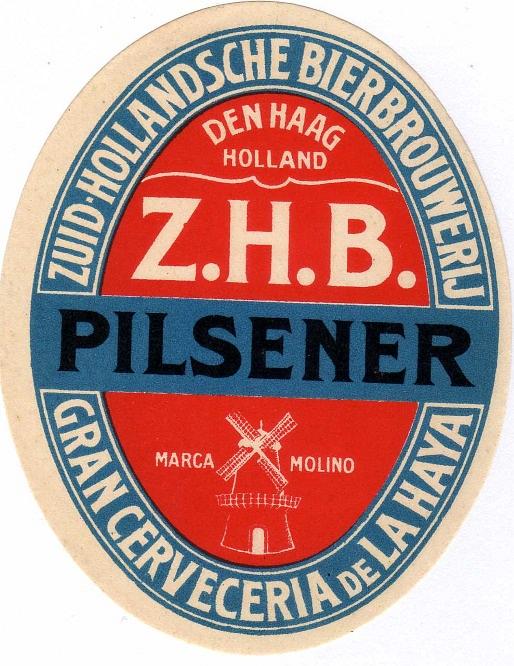 ZUID-HOLLANDSCHE BIERBROUWERIJ
DEN HAAG
HOLLAND
Z.H.B.
PILSENER
MARCA MOLINO
GRAN CERVECERIA DE LA HAYA